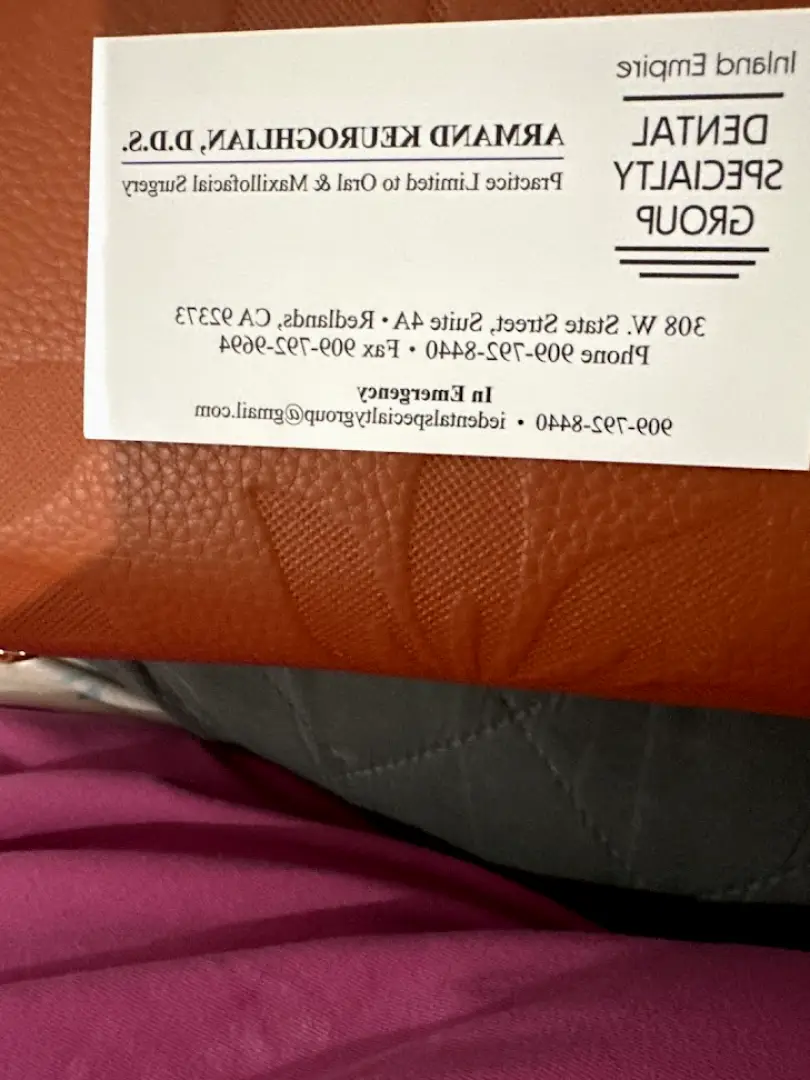 Inland Empire
DENTAL
SPECIALTY
GROUP
ARMAND KEUROGHLIAN, D.D.S.
Practice Limited to Oral & Maxillofacial Surgery
308 W. State Street, Suite 4A • Redlands, CA 92373
Phone 909-792-8440 • Fax 909-792-9694
In Emergency
909-792-8440 • iedentalspecialtygroup@gmail.com